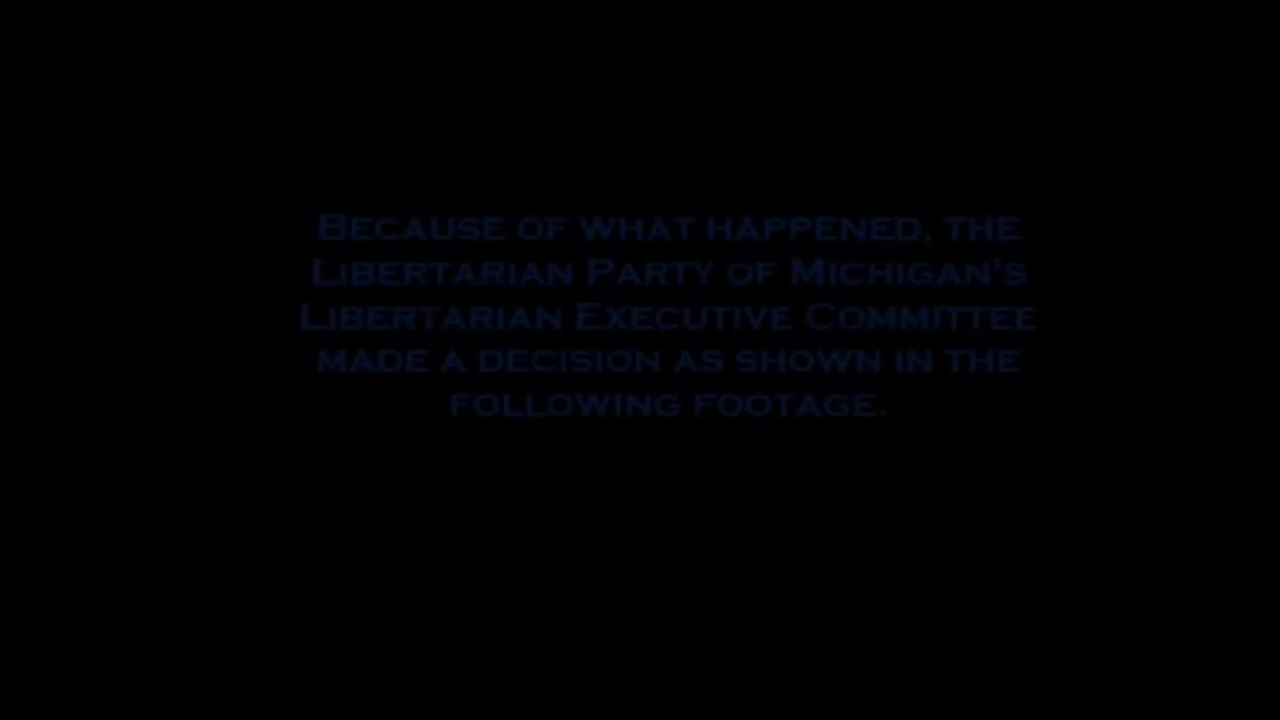 Because of what happened, the
Libertarian Party of Michigan's
Libertarian Executive Committee
made a decision as shown in the
following footage.